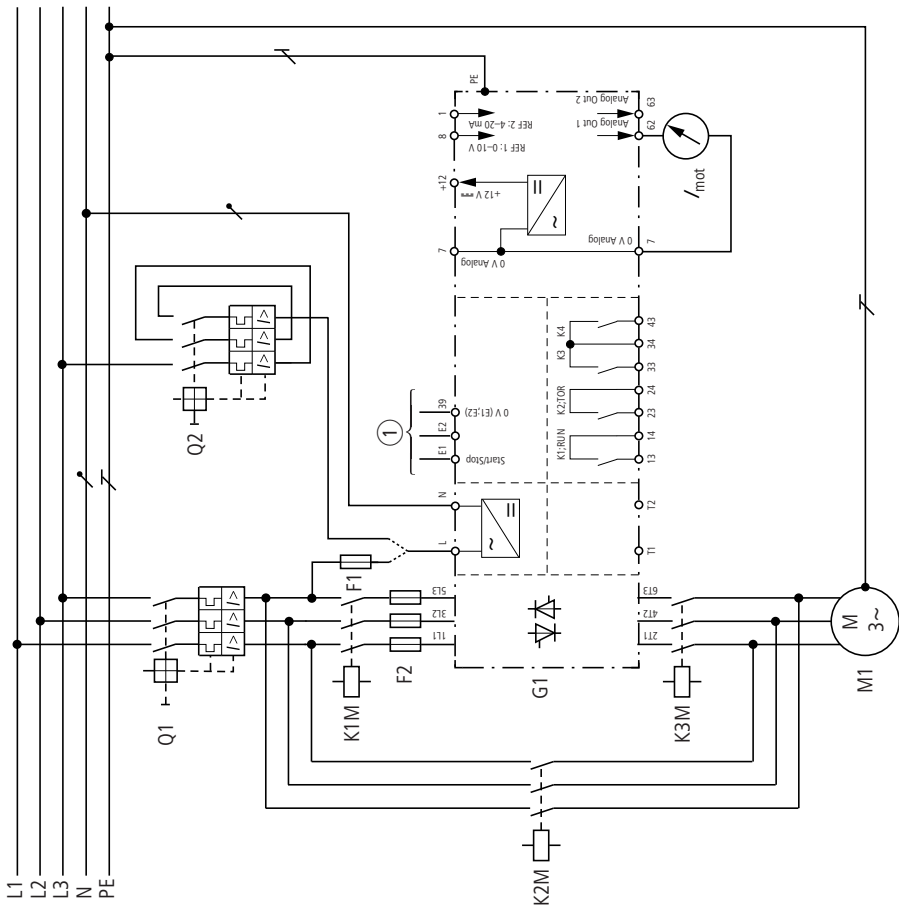 L1
L2
L3
N
PE
Q1
Q2
1
PE
1
8
+12
7
REF 2: 4–20 mA
REF 1: 0–10 V
+12 V
0 V Analog
Analog Out 2
Analog Out 1
0 V Analog
63
62
7
I mot
=
~
39
E2
E1
0 V (E1;E2)
Start/Stop
K4
K3
K2;TOR
K1;RUN
43
34
33
24
23
14
13
N
L
=
~
T2
T1
F1
F2
5L3
3L2
1L1
6T3
4T2
2T1
K1M
G1
K3M
K2M
M
3~
M1
I>
I>
I>
I>
I>
I>